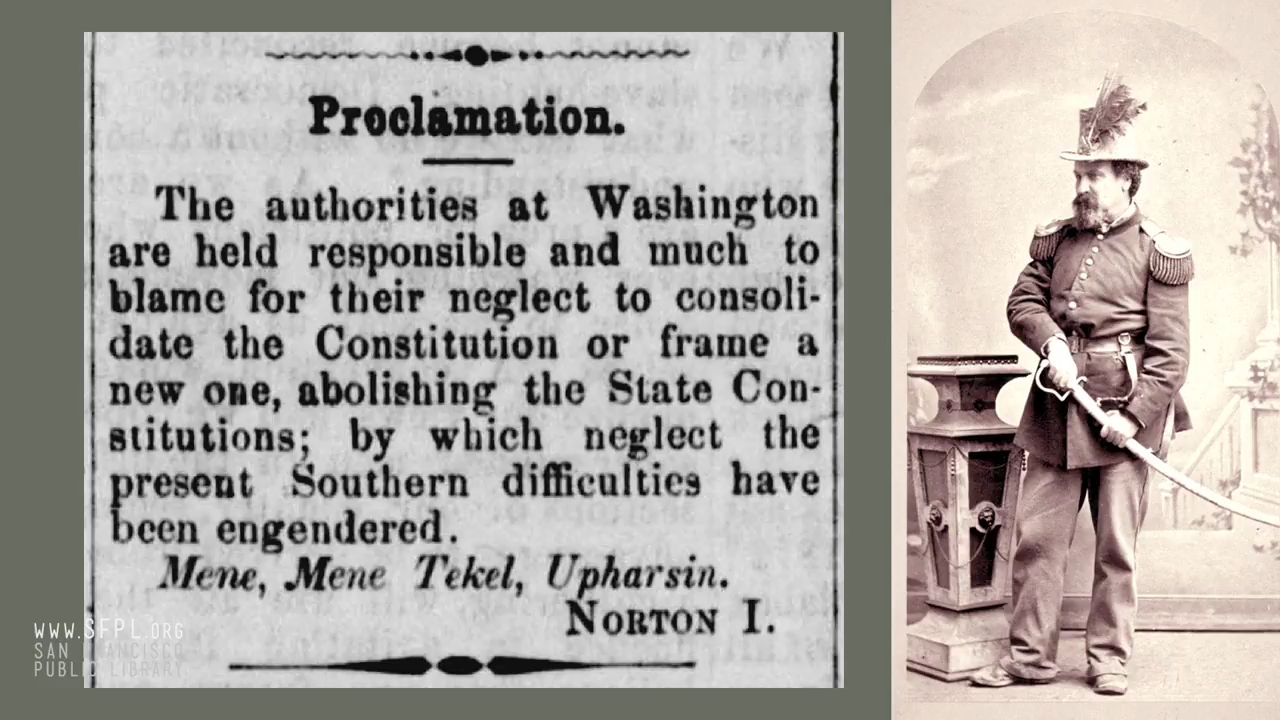 Proclamation.
The authorities at Washington
are held responsible and much to
blame for their neglect to consoli-
date the Constitution or frame a
new one, abolishing the State Con-
stitutions; by which neglect the
present Southern difficulties have
been engendered.
Mene, Mene Tekel, Upharsin.
NORTON I.
WWW.SFPL.ORG
SAN FRANCISCO
PUBLIC LIBRARY